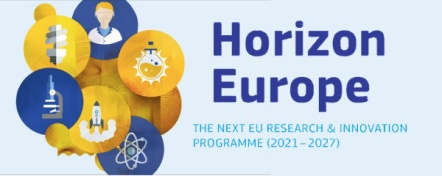 Horizon
Europe
THE NEXT EU RESEARCH & INNOVATION
PROGRAMME (2021–2027)